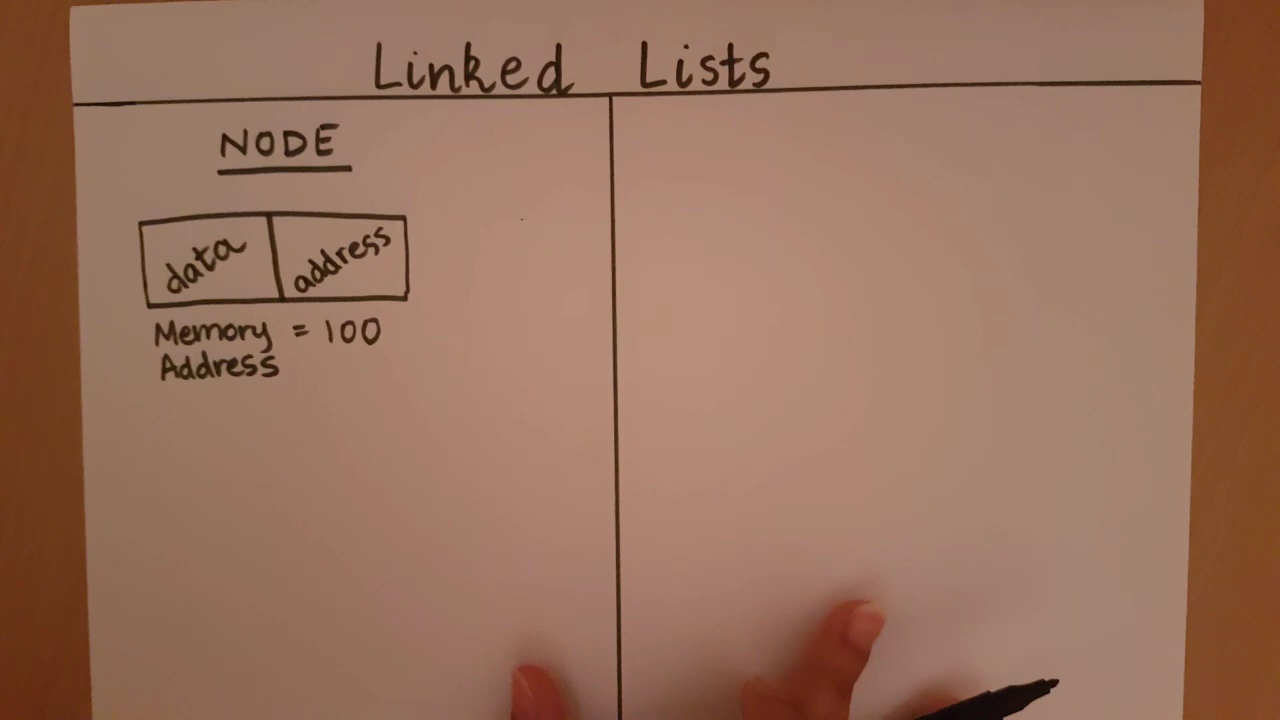 Linked Lists
NODE
data address
Memory = 100
Address